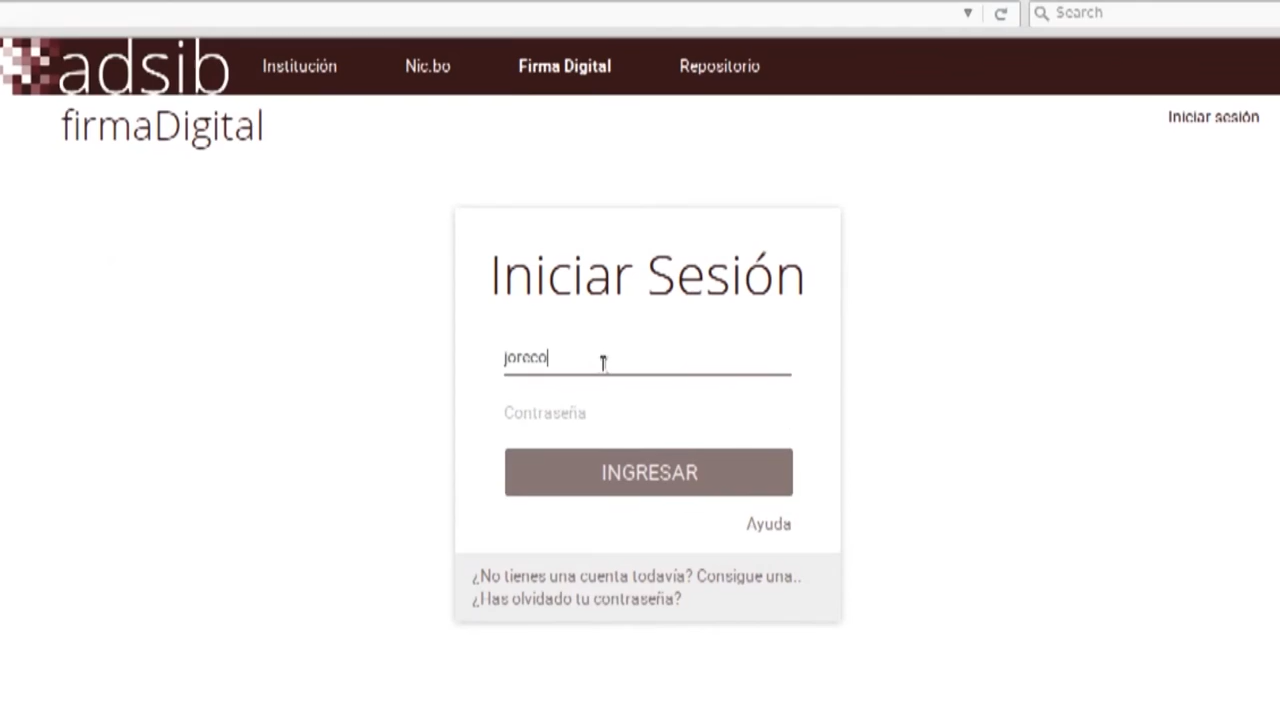 Search
adsib
Institución
Nic.bo
Firma Digital
Repositorio
firmaDigital
Iniciar sesión
Iniciar Sesión
joreco
Contraseña
INGRESAR
Ayuda
¿No tienes una cuenta todavía? Consigue una..
¿Has olvidado tu contraseña?